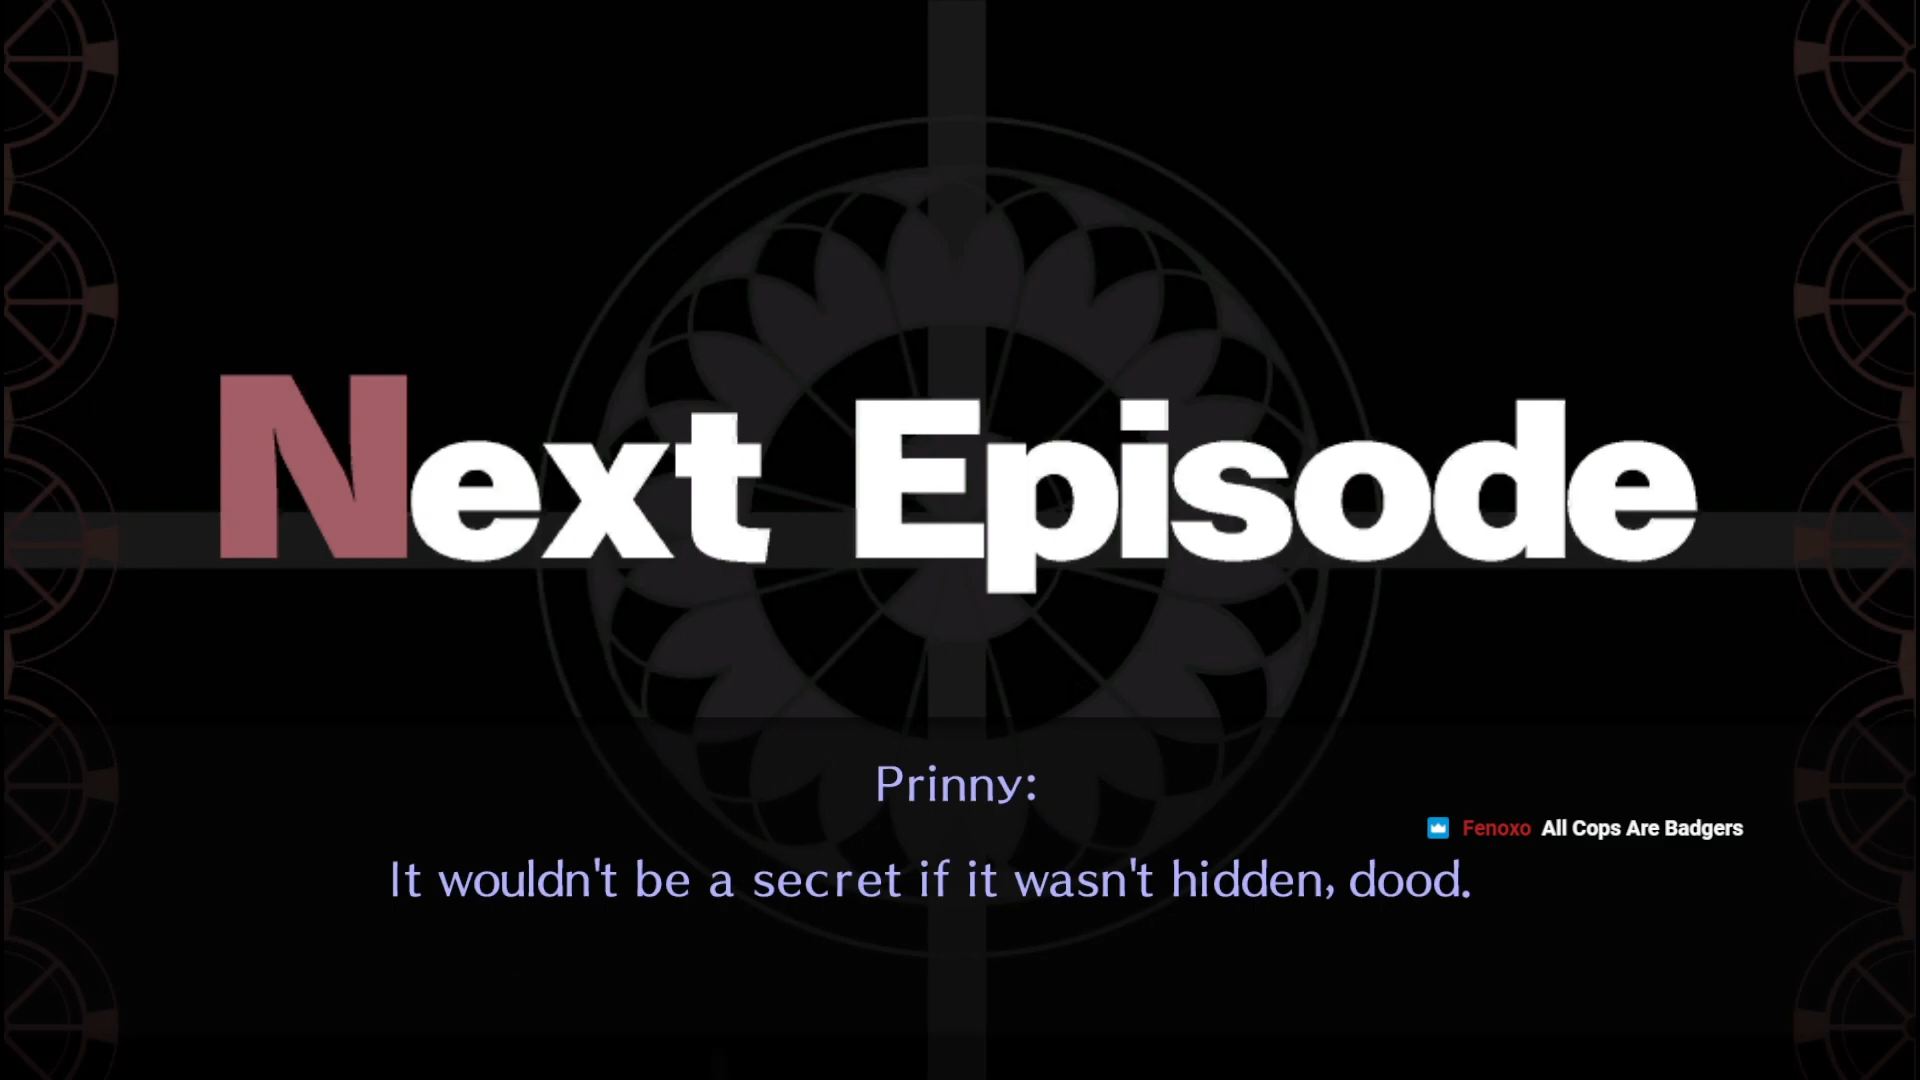 Next Episode
Prinny:
Fenoxo All Cops Are Badgers
It wouldn't be a secret if it wasn't hidden, dood.